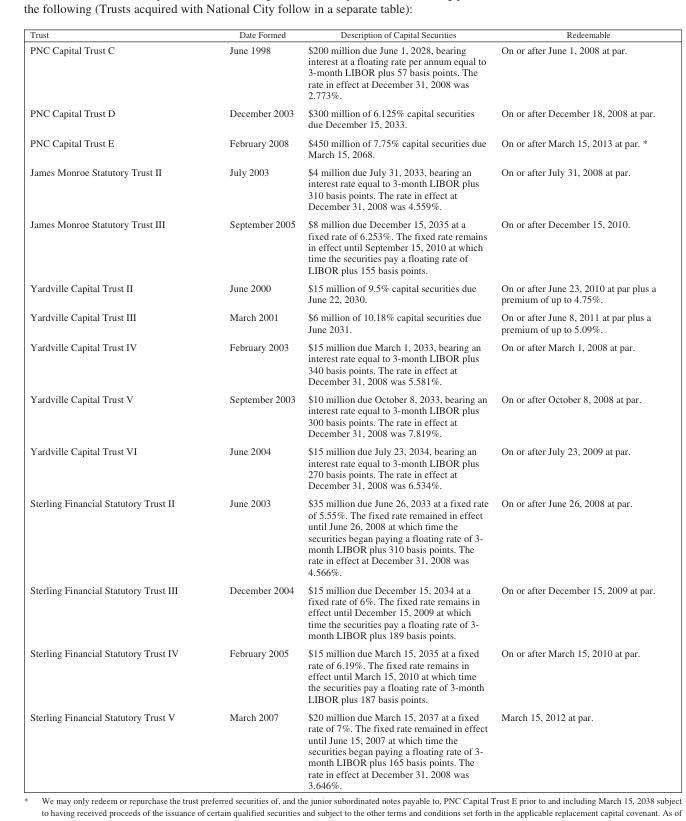 the following (Trusts acquired with National City follow in a separate table):
Trust Date Formed Description of Capital Securities Redeemable
PNC Capital Trust C June 1998 $200 million due June 1, 2028, bearing On or after June 1, 2008 at par.
interest at a floating rate per annum equal to
3-month LIBOR plus 57 basis points. The
rate in effect at December 31, 2008 was
2.773%.
PNC Capital Trust D December 2003 $300 million of 6.125% capital securities On or after December 18, 2008 at par.
due December 15, 2033.
PNC Capital Trust E February 2008 $450 million of 7.75% capital securities due On or after March 15, 2013 at par. *
March 15, 2068.
James Monroe Statutory Trust II July 2003 $4 million due July 31, 2033, bearing an On or after July 31, 2008 at par.
interest rate equal to 3-month LIBOR plus
310 basis points. The rate in effect at
December 31, 2008 was 4.559%.
James Monroe Statutory Trust III September 2005 $8 million due December 15, 2035 at a On or after December 15, 2010.
fixed rate of 6.253%. The fixed rate remains
in effect until September 15, 2010 at which
time the securities pay a floating rate of
LIBOR plus 155 basis points.
Yardville Capital Trust II June 2000 $15 million of 9.5% capital securities due On or after June 23, 2010 at par plus a
June 22, 2030. premium of up to 4.75%.
Yardville Capital Trust III March 2001 $6 million of 10.18% capital securities due On or after June 8, 2011 at par plus a
June 2031. premium of up to 5.09%.
Yardville Capital Trust IV February 2003 $15 million due March 1, 2033, bearing an On or after March 1, 2008 at par.
interest rate equal to 3-month LIBOR plus
340 basis points. The rate in effect at
December 31, 2008 was 5.581%.
Yardville Capital Trust V September 2003 $10 million due October 8, 2033, bearing an On or after October 8, 2008 at par.
interest rate equal to 3-month LIBOR plus
300 basis points. The rate in effect at
December 31, 2008 was 7.819%.
Yardville Capital Trust VI June 2004 $15 million due July 23, 2034, bearing an On or after July 23, 2009 at par.
interest rate equal to 3-month LIBOR plus
270 basis points. The rate in effect at
December 31, 2008 was 6.534%.
Sterling Financial Statutory Trust II June 2003 $35 million due June 26, 2033 at a fixed rate On or after June 26, 2008 at par.
of 5.55%. The fixed rate remained in effect
until June 26, 2008 at which time the
securities began paying a floating rate of 3-
month LIBOR plus 310 basis points. The
rate in effect at December 31, 2008 was
4.566%.
Sterling Financial Statutory Trust III December 2004 $15 million due December 15, 2034 at a On or after December 15, 2009 at par.
fixed rate of 6%. The fixed rate remains in
effect until December 15, 2009 at which
time the securities pay a floating rate of 3-
month LIBOR plus 189 basis points.
Sterling Financial Statutory Trust IV February 2005 $15 million due March 15, 2035 at a fixed On or after March 15, 2010 at par.
rate of 6.19%. The fixed rate remains in
effect until March 15, 2010 at which time
the securities pay a floating rate of 3-month
LIBOR plus 187 basis points.
Sterling Financial Statutory Trust V March 2007 $20 million due March 15, 2037 at a fixed March 15, 2012 at par.
rate of 7%. The fixed rate remained in effect
until June 15, 2007 at which time the
securities began paying a floating rate of 3-
month LIBOR plus 165 basis points. The
rate in effect at December 31, 2008 was
3.646%.
* We may only redeem or repurchase the trust preferred securities of, and the junior subordinated notes payable to, PNC Capital Trust E prior to and including March 15, 2038 subject
to having received proceeds of the issuance of certain qualified securities and subject to the other terms and conditions set forth in the applicable replacement capital covenant. As of